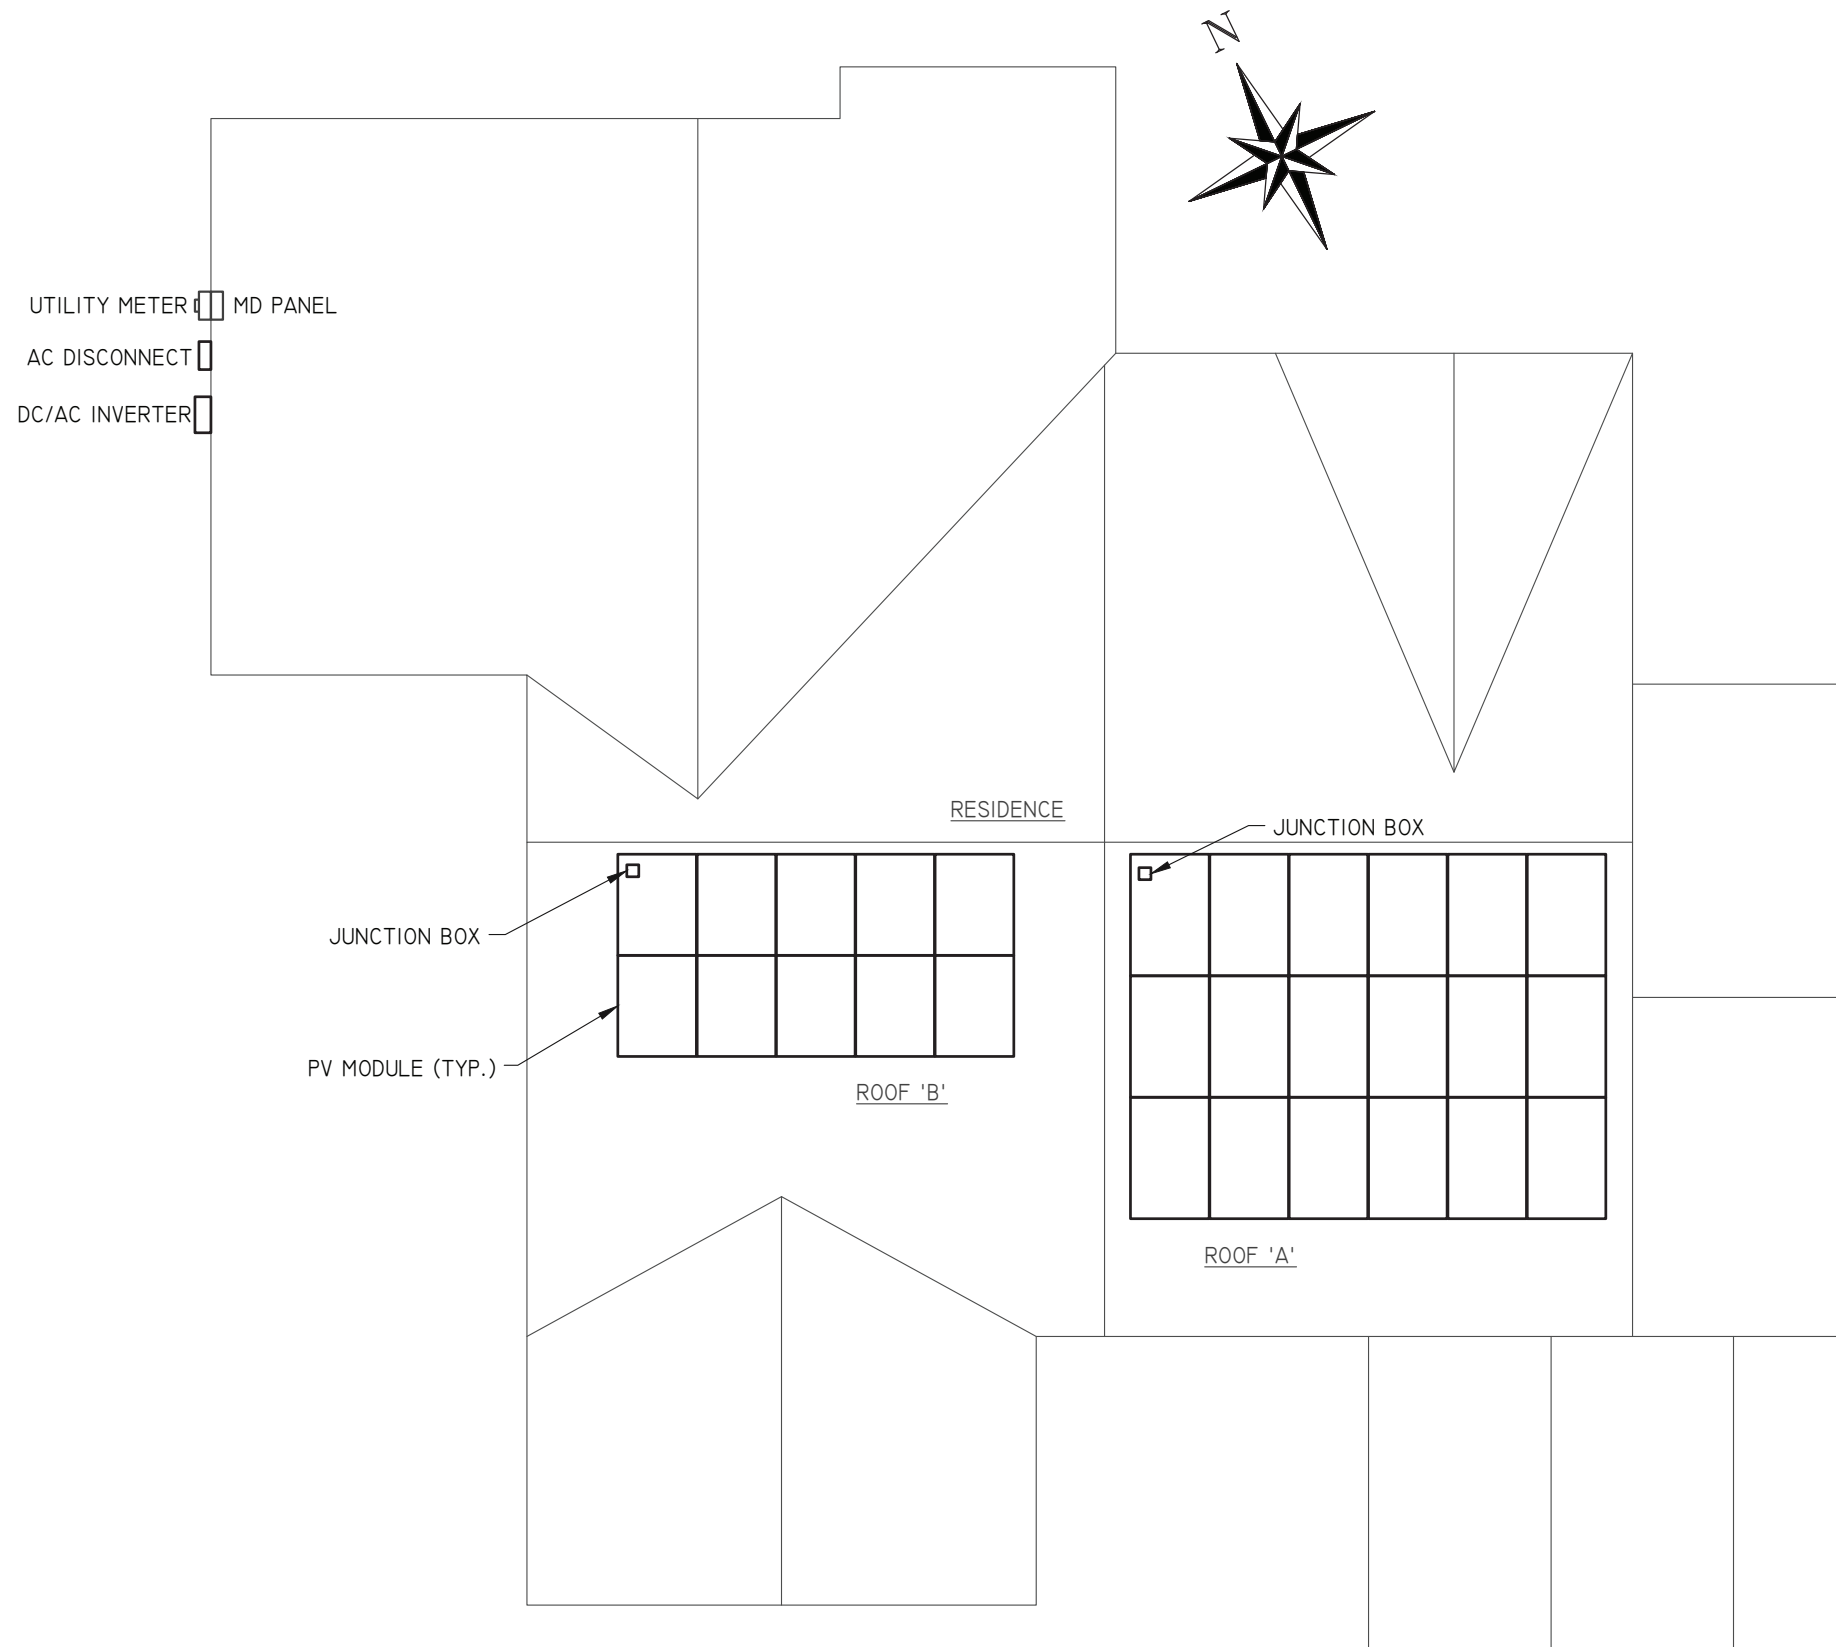 N
UTILITY METER
MD PANEL
AC DISCONNECT
DC/AC INVERTER
RESIDENCE
JUNCTION BOX
JUNCTION BOX
PV MODULE (TYP.)
ROOF 'B'
ROOF 'A'